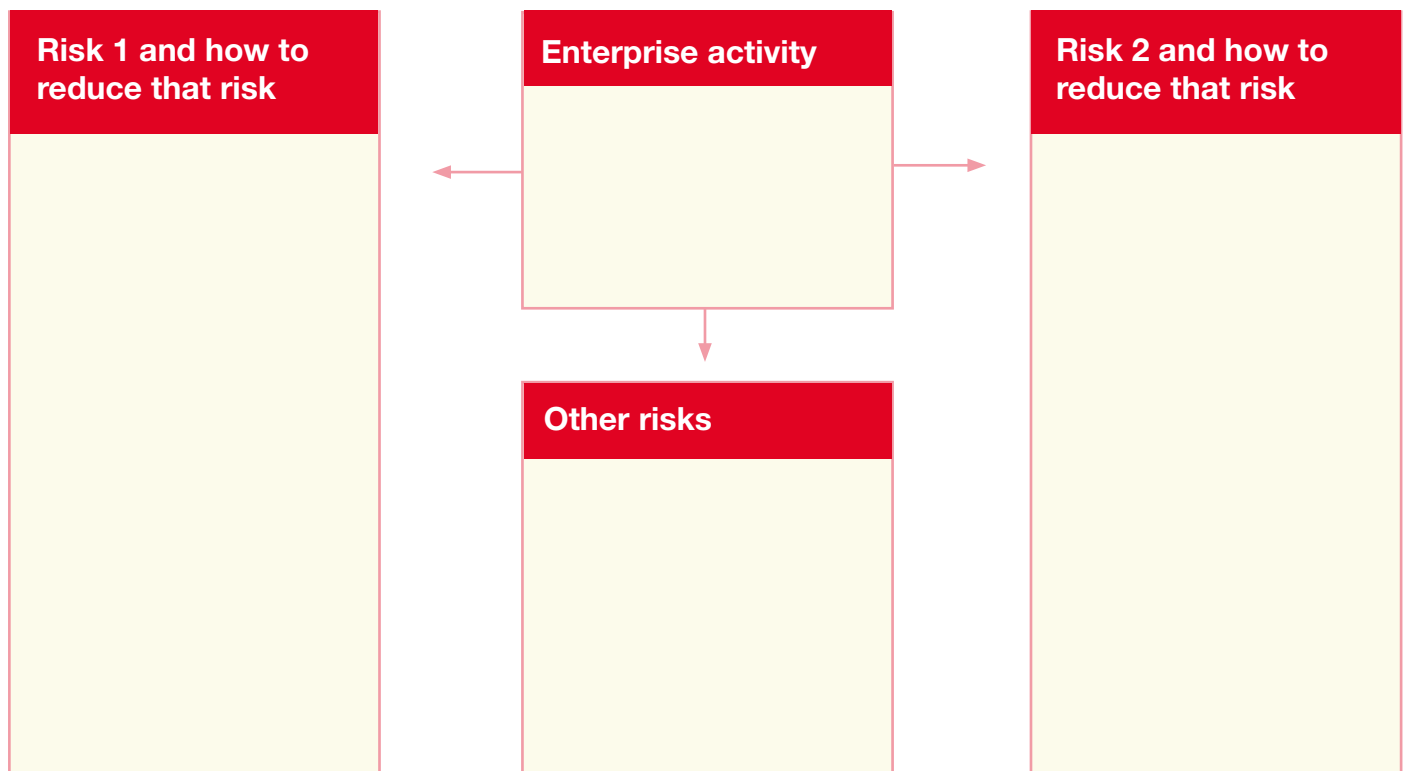 Risk 1 and how to
reduce that risk
Enterprise activity
Risk 2 and how to
reduce that risk
Other risks